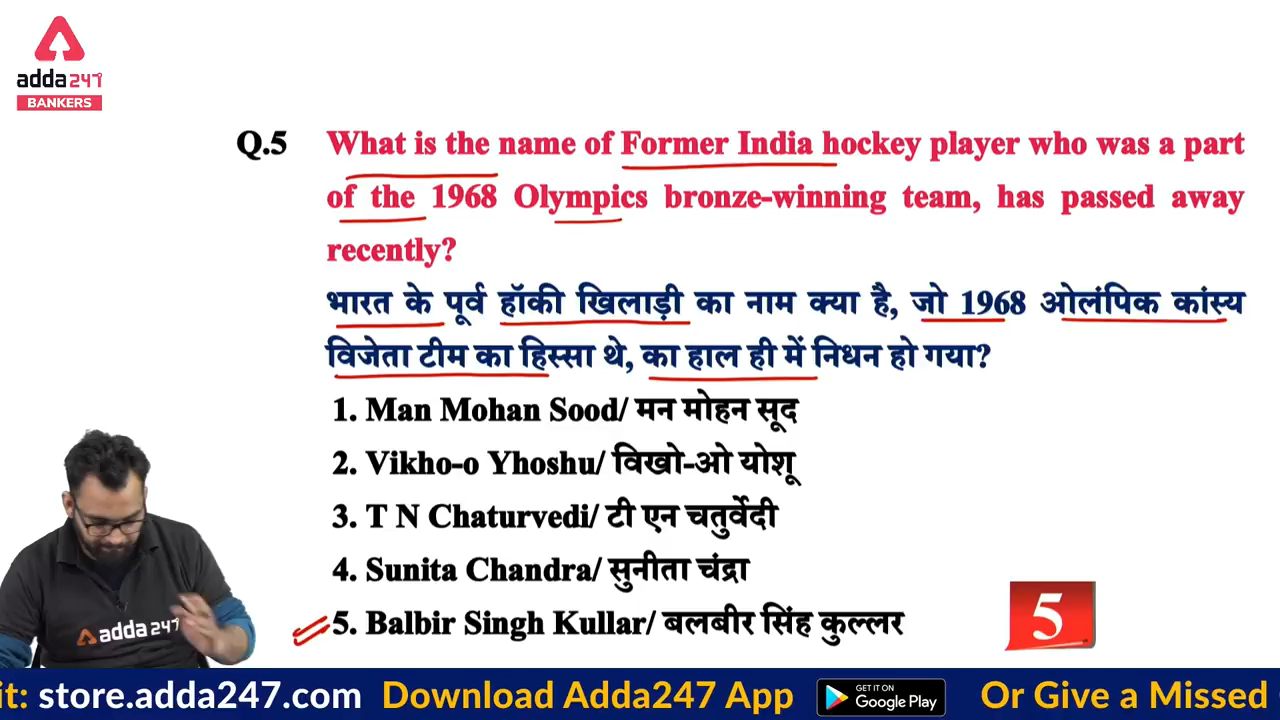 adda247
BANKERS
Q.5 What is the name of Former India hockey player who was a part
of the 1968 Olympics bronze-winning team, has passed away
recently?
भारत के पूर्व हॉकी खिलाड़ी का नाम क्या है, जो 1968 ओलंपिक कांस्य
विजेता टीम का हिस्सा थे, का हाल ही में निधन हो गया?
1. Man Mohan Sood/ मन मोहन सूद
2. Vikho-o Yhoshu/ विखो-ओ योशू
3. T N Chaturvedi/ टी एन चतुर्वेदी
4. Sunita Chandra/ सुनीता चंद्रा
5. Balbir Singh Kullar/ बलबीर सिंह कुल्लर
5
adda247
it: store.adda247.com Download Adda247 App GET IT ON Google Play Or Give a Missed